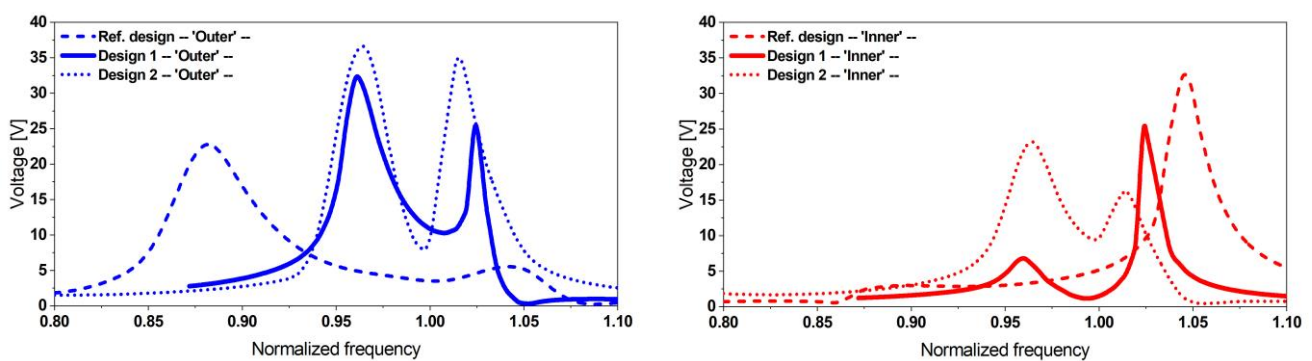 40
35
30
25
20
15
10
5
0
Voltage [V]
Ref. design -- 'Outer' --
Design 1 -- 'Outer' --
Design 2 -- 'Outer' --
0.80 0.85 0.90 0.95 1.00 1.05 1.10
Normalized frequency
40
35
30
25
20
15
10
5
0
Voltage [V]
Ref. design -- 'Inner' --
Design 1 -- 'Inner' --
Design 2 -- 'Inner' --
0.80 0.85 0.90 0.95 1.00 1.05 1.10
Normalized frequency